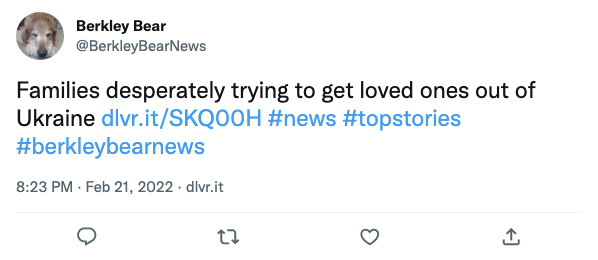 Berkley Bear
@BerkleyBearNews
Families desperately trying to get loved ones out of
Ukraine dlvr.it/SKQ00H #news #topstories
#berkleybearnews
8:23 PM · Feb 21, 2022 · dlvr.it